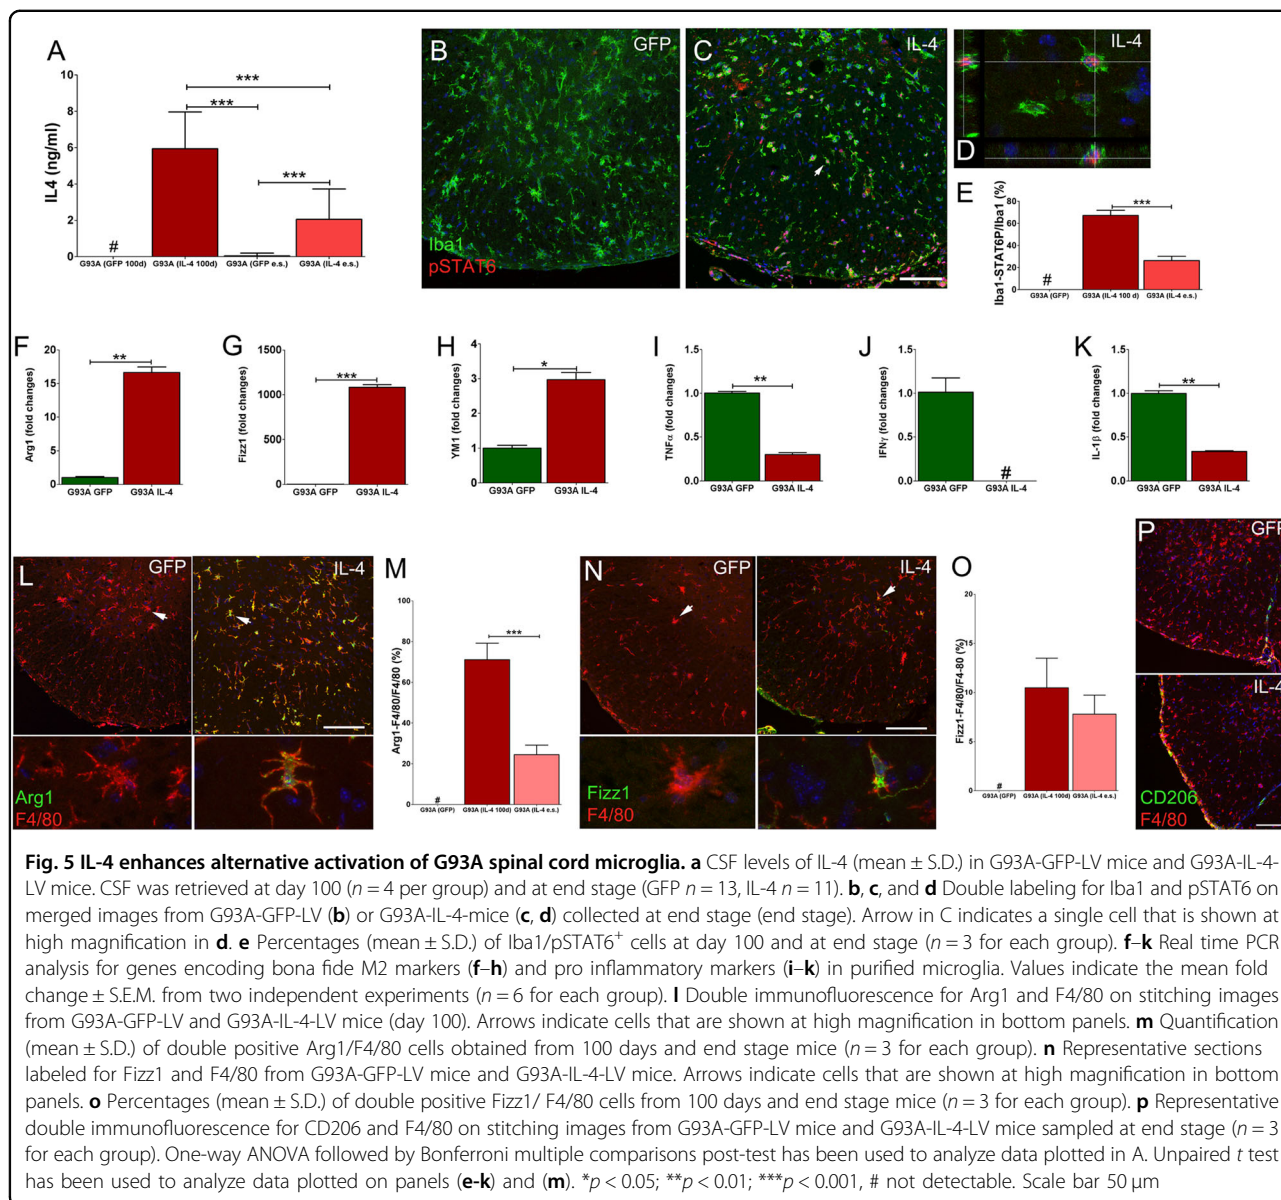 A
IL4 (ng/ml)
10
8
6
4
2
0
***
***
***
#
G93A (GFP 100d)
G93A (IL-4 100d)
G93A (GFP e.s.)
G93A (IL-4 e.s.)
B
GFP
Iba1
pSTAT6
C
IL-4
IL-4
D
E
Iba1-STAT6P/Iba1 (%)
80
60
40
20
0
***
#
G93A (GFP)
G93A (IL-4 100 d)
G93A (IL-4 e.s.)
F
Arg1 (fold changes)
20
15
10
5
0
**
G93A GFP
G93A IL-4
G
Fizz1 (fold changes)
1500
1000
500
0
***
G93A GFP
G93A IL-4
H
YM1 (fold changes)
4
3
2
1
0
*
G93A GFP
G93A IL-4
I
TNFα (fold changes)
1.5
1.0
0.5
0.0
**
G93A GFP
G93A IL-4
J
IFNγ (fold changes)
1.5
1.0
0.5
0.0
#
G93A GFP
G93A IL-4
K
IL-1β (fold changes)
1.5
1.0
0.5
0.0
**
G93A GFP
G93A IL-4
L
GFP
IL-4
Arg1
F4/80
M
Arg1-F4/80/F4/80 (%)
100
80
60
40
20
0
***
#
G93A (GFP)
G93A (IL-4 100d)
G93A (IL-4 e.s.)
N
GFP
IL-4
Fizz1
F4/80
O
Fizz1-F4/80/F4-80 (%)
20
15
10
5
0
#
G93A (GFP)
G93A (IL-4 100d)
G93A (IL-4 e.s.)
P
GFP
IL-4
CD206
F4/80
Fig. 5 IL-4 enhances alternative activation of G93A spinal cord microglia. a CSF levels of IL-4 (mean ± S.D.) in G93A-GFP-LV mice and G93A-IL-4-
LV mice. CSF was retrieved at day 100 (n = 4 per group) and at end stage (GFP n = 13, IL-4 n = 11). b, c, and d Double labeling for Iba1 and pSTAT6 on
merged images from G93A-GFP-LV (b) or G93A-IL-4-mice (c, d) collected at end stage (end stage). Arrow in C indicates a single cell that is shown at
high magnification in d. e Percentages (mean ± S.D.) of Iba1/pSTAT6+ cells at day 100 and at end stage (n = 3 for each group). f–k Real time PCR
analysis for genes encoding bona fide M2 markers (f–h) and pro inflammatory markers (i–k) in purified microglia. Values indicate the mean fold
change ± S.E.M. from two independent experiments (n = 6 for each group). l Double immunofluorescence for Arg1 and F4/80 on stitching images
from G93A-GFP-LV and G93A-IL-4-LV mice (day 100). Arrows indicate cells that are shown at high magnification in bottom panels. m Quantification
(mean ± S.D.) of double positive Arg1/F4/80 cells obtained from 100 days and end stage mice (n = 3 for each group). n Representative sections
labeled for Fizz1 and F4/80 from G93A-GFP-LV mice and G93A-IL-4-LV mice. Arrows indicate cells that are shown at high magnification in bottom
panels. o Percentages (mean ± S.D.) of double positive Fizz1/ F4/80 cells from 100 days and end stage mice (n = 3 for each group). p Representative
double immunofluorescence for CD206 and F4/80 on stitching images from G93A-GFP-LV mice and G93A-IL-4-LV mice sampled at end stage (n = 3
for each group). One-way ANOVA followed by Bonferroni multiple comparisons post-test has been used to analyze data plotted in A. Unpaired t test
has been used to analyze data plotted on panels (e-k) and (m). *p < 0.05; **p < 0.01; ***p < 0.001, # not detectable. Scale bar 50 μm